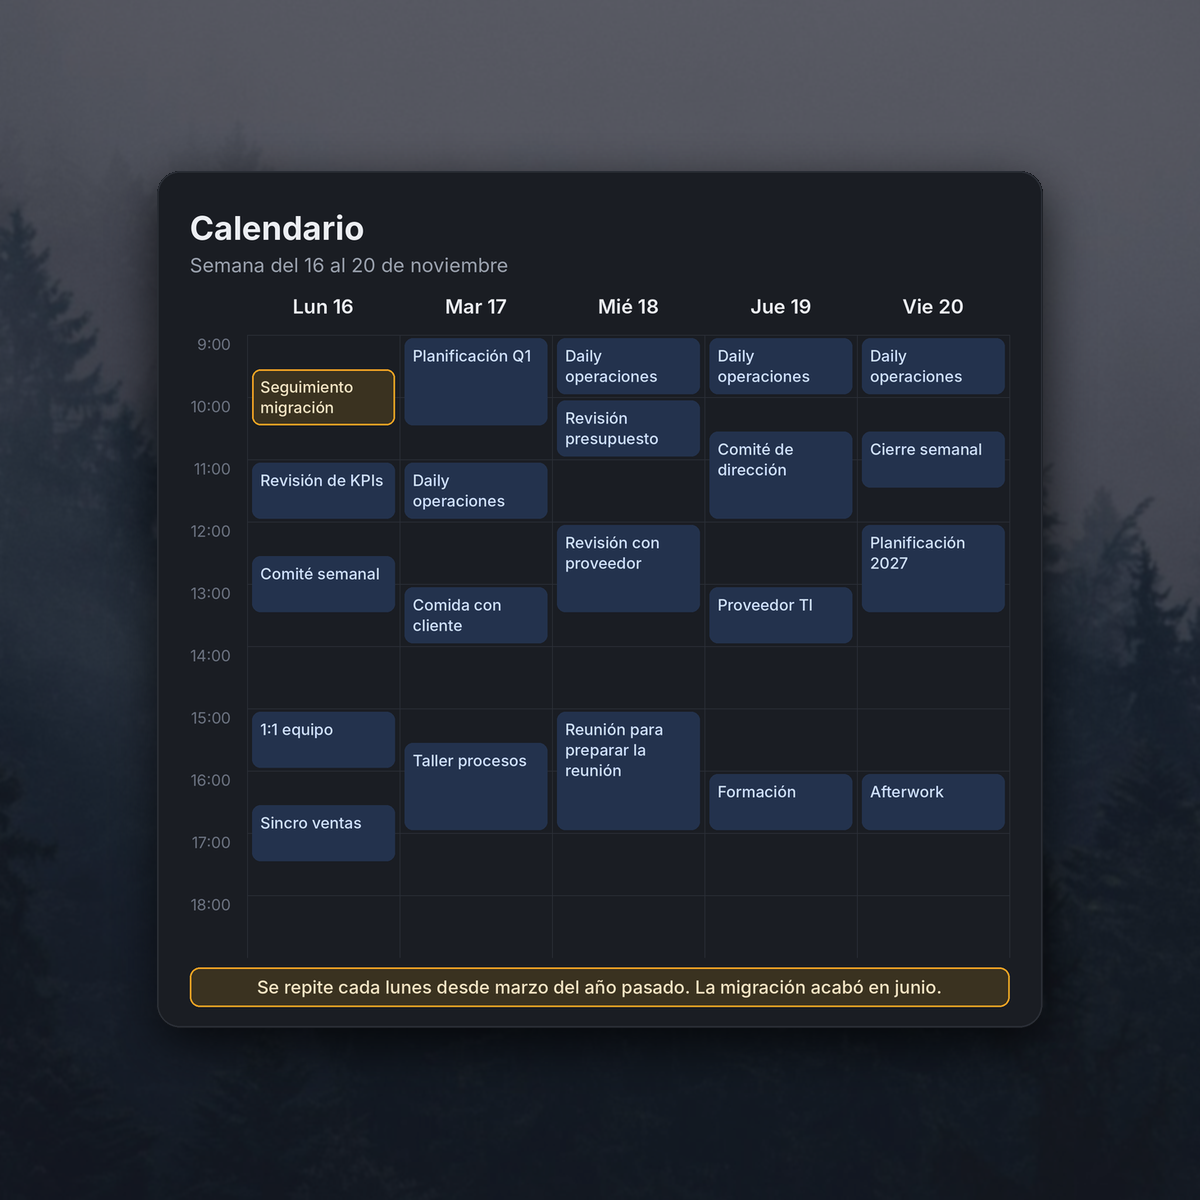 Calendario
Semana del 16 al 20 de noviembre
Lun 16
Mar 17
Mié 18
Jue 19
Vie 20
9:00
10:00
11:00
12:00
13:00
14:00
15:00
16:00
17:00
18:00
Seguimiento
migración
Revisión de KPIs
Comité semanal
1:1 equipo
Sincro ventas
Planificación Q1
Daily
operaciones
Comida con
cliente
Taller procesos
Daily
operaciones
Revisión
presupuesto
Revisión con
proveedor
Reunión para
preparar la
reunión
Daily
operaciones
Comité de
dirección
Proveedor TI
Formación
Daily
operaciones
Cierre semanal
Planificación
2027
Afterwork
Se repite cada lunes desde marzo del año pasado. La migración acabó en junio.